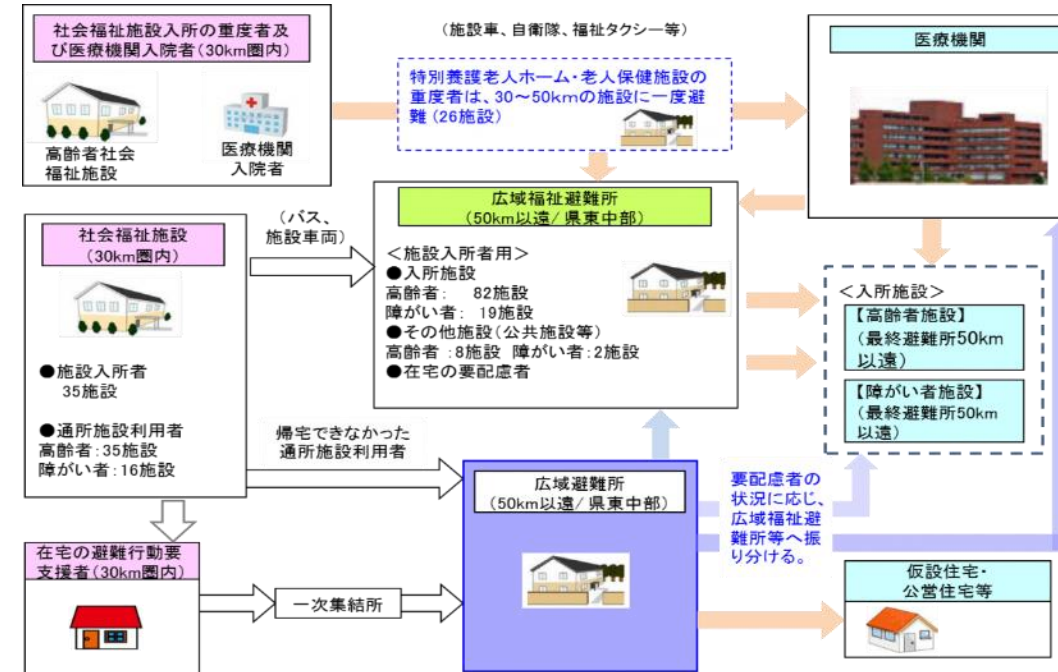 社会福祉施設入所の重度者及
び医療機関入院者(30km圏内)
高齢者社会
福祉施設
医療機関
入院者
(施設車、自衛隊、福祉タクシー等)
特別養護老人ホーム・老人保健施設の
重度者は、30～50kmの施設に一度避
難(26施設)
医療機関
社会福祉施設
(30km圏内)
●施設入所者
35施設
●通所施設利用者
高齢者:35施設
障がい者:16施設
(バス、
施設車両)
広域福祉避難所
(50km以遠/県東中部)
<施設入所者用>
●入所施設
高齢者: 82施設
障がい者: 19施設
●その他施設(公共施設等)
高齢者:8施設 障がい者:2施設
●在宅の要配慮者
<入所施設>
【高齢者施設】
(最終避難所50km
以遠)
【障がい者施設】
(最終避難所50km
以遠)
帰宅できなかった
通所施設利用者
広域避難所
(50km以遠/県東中部)
要配慮者の
状況に応じ、
広域福祉避
難所等へ振
り分ける。
在宅の避難行動要
支援者(30km圏内)
一次集結所
仮設住宅・
公営住宅等